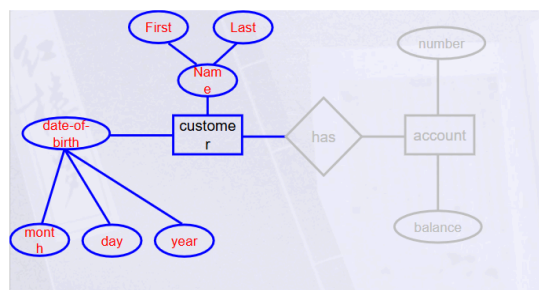 First
Last
number
Nam
e
date-of-
birth
custome
r
has
account
mont
h
day
year
balance